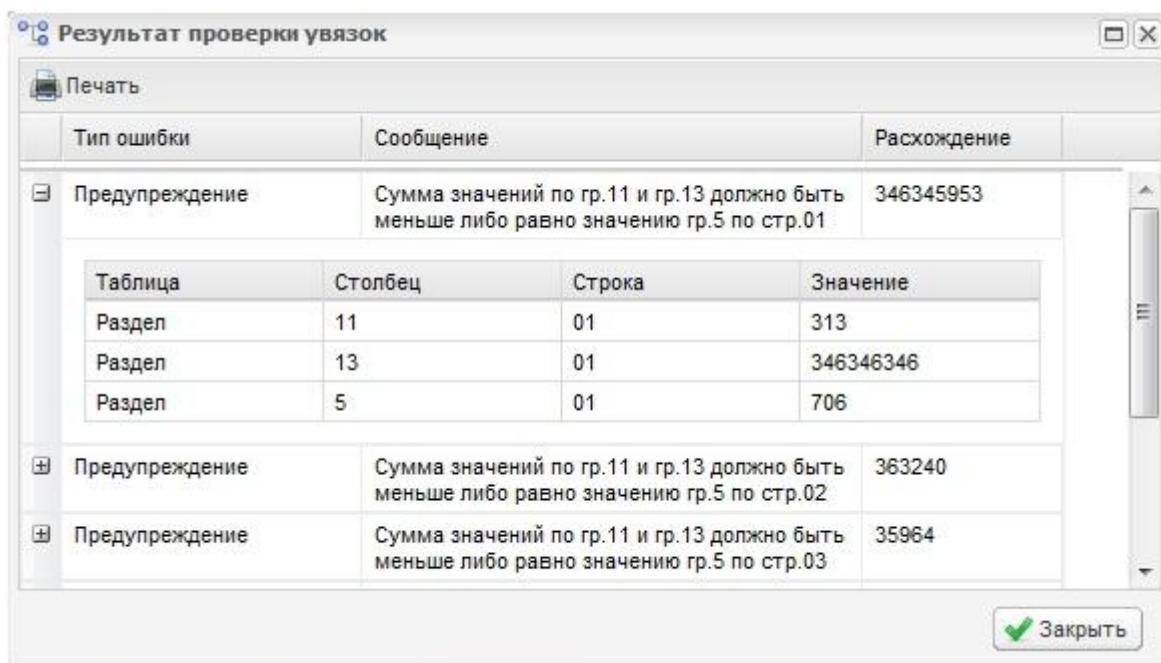 Результат проверки увязок
Печать
Тип ошибки Сообщение Расхождение
Предупреждение Сумма значений по гр.11 и гр.13 должно быть 346345953
меньше либо равно значению гр.5 по стр.01
Таблица Столбец Строка Значение
Раздел 11 01 313
Раздел 13 01 346346346
Раздел 5 01 706
Предупреждение Сумма значений по гр.11 и гр.13 должно быть 363240
меньше либо равно значению гр.5 по стр.02
Предупреждение Сумма значений по гр.11 и гр.13 должно быть 35964
меньше либо равно значению гр.5 по стр.03
Закрыть